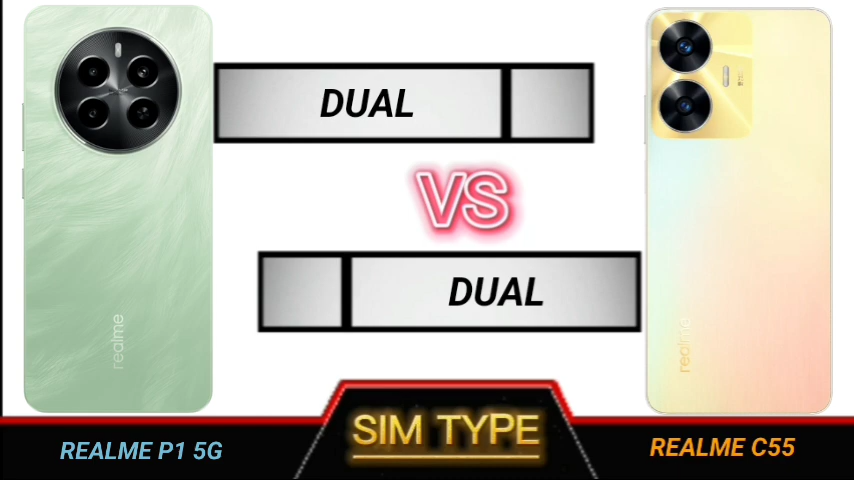 DUAL
VS
DUAL
realme
realme
SIM TYPE
REALME P1 5G
REALME C55